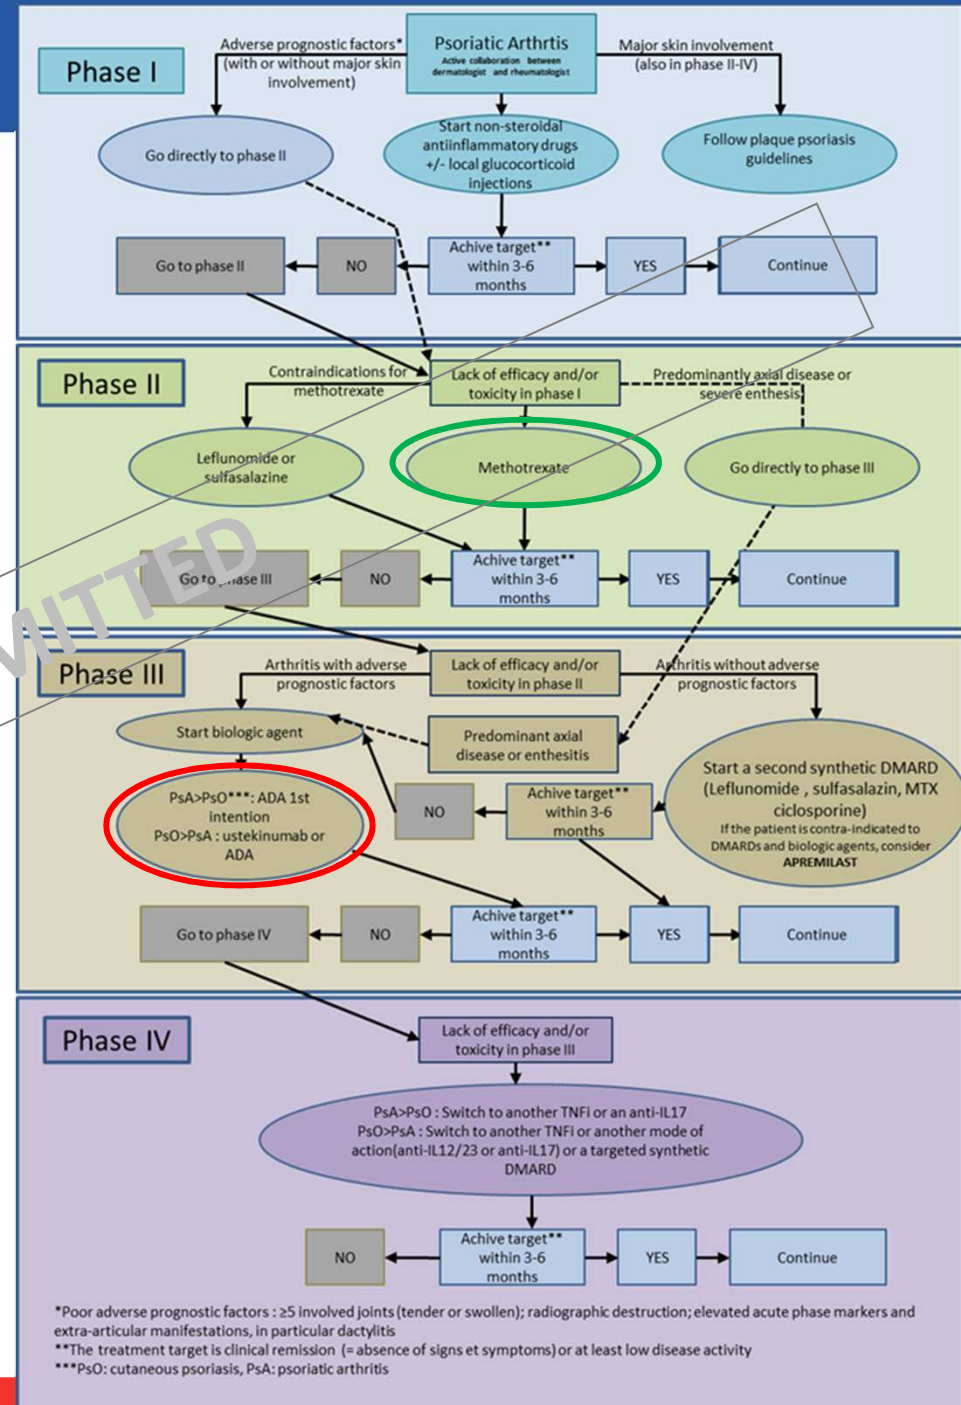 Phase I
Adverse prognostic factors*
(with or without major skin
involvement)
Psoriatic Arthrtis
Active collaboration between
dermatologist and rheumatologist
Major skin involvement
(also in phase II-IV)
Go directly to phase II
Start non-steroidal
antiinflammatory drugs
+/- local glucocorticoid
injections
Follow plaque psoriasis
guidelines
Go to phase II
NO
Achive target**
within 3-6
months
YES
Continue
Phase II
Contraindications for
methotrexate
Lack of efficacy and/or
toxicity in phase I
Predominantly axial disease or
severe enthesis
Leflunomide or
sulfasalazine
Methotrexate
Go directly to phase III
Go to phase III
NO
Achive target**
within 3-6
months
YES
Continue
MITTED
Phase III
Arthritis with adverse
prognostic factors
Lack of efficacy and/or
toxicity in phase II
Arthritis without adverse
prognostic factors
Start biologic agent
Predominant axial
disease or enthesitis
PsA>PsO***: ADA 1st
intention
PsO>PsA : ustekinumab or
ADA
NO
Achive target**
within 3-6
months
Start a second synthetic DMARD
(Leflunomide , sulfasalazin, MTX
ciclosporine)
If the patient is contra-indicated to
DMARDs and biologic agents, consider
APREMILAST
Go to phase IV
NO
Achive target**
within 3-6
months
YES
Continue
Phase IV
Lack of efficacy and/or
toxicity in phase III
PsA>PsO : Switch to another TNFi or an anti-IL17
PsO>PsA : Switch to another TNFi or another mode of
action(anti-IL12/23 or anti-IL17) or a targeted synthetic
DMARD
NO
Achive target**
within 3-6
months
YES
Continue
*Poor adverse prognostic factors : ≥5 involved joints (tender or swollen); radiographic destruction; elevated acute phase markers and
extra-articular manifestations, in particular dactylitis
**The treatment target is clinical remission (= absence of signs et symptoms) or at least low disease activity
***PsO: cutaneous psoriasis, PsA: psoriatic arthritis